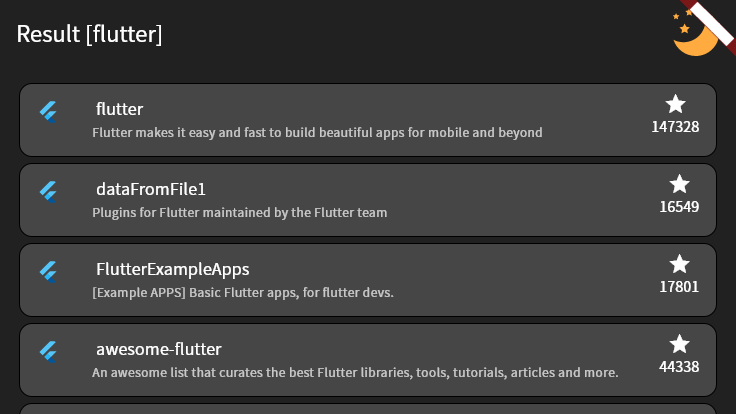 Result [flutter]
flutter
Flutter makes it easy and fast to build beautiful apps for mobile and beyond
147328
dataFromFile1
Plugins for Flutter maintained by the Flutter team
16549
FlutterExampleApps
[Example APPS] Basic Flutter apps, for flutter devs.
17801
awesome-flutter
An awesome list that curates the best Flutter libraries, tools, tutorials, articles and more.
44338